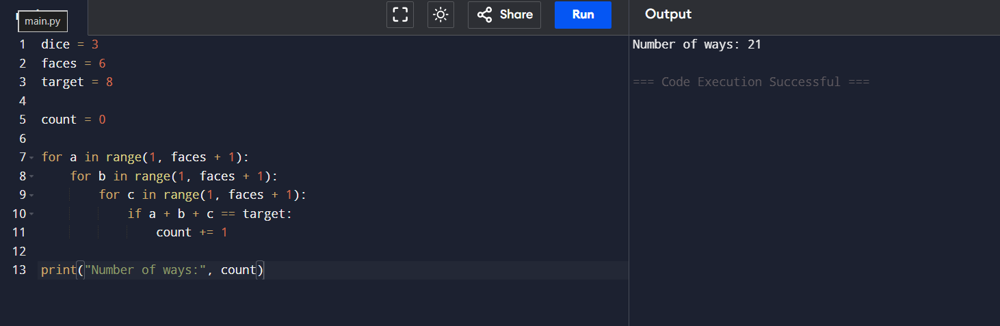 main.py
Share
Run
Output
1 dice = 3
2 faces = 6
3 target = 8
4
5 count = 0
6
7 for a in range(1, faces + 1):
8     for b in range(1, faces + 1):
9         for c in range(1, faces + 1):
10             if a + b + c == target:
11                 count += 1
12
13 print("Number of ways:", count)
Number of ways: 21
=== Code Execution Successful ===